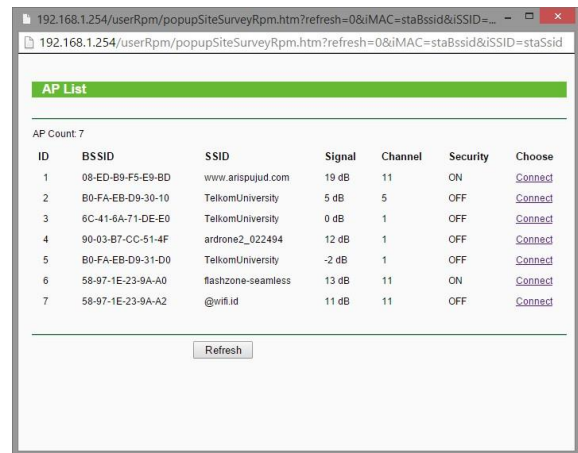 192.168.1.254/userRpm/popupSiteSurveyRpm.htm?refresh=0&iMAC=staBssid&iSSID=...
192.168.1.254/userRpm/popupSiteSurveyRpm.htm?refresh=0&iMAC=staBssid&iSSID=staSsid
AP List
AP Count: 7
ID BSSID SSID Signal Channel Security Choose
1 08-ED-B9-F5-E9-BD www.arispujud.com 19 dB 11 ON Connect
2 B0-FA-EB-D9-30-10 TelkomUniversity 5 dB 5 OFF Connect
3 6C-41-6A-71-DE-E0 TelkomUniversity 0 dB 1 OFF Connect
4 90-03-B7-CC-51-4F ardrone2_022494 12 dB 1 OFF Connect
5 B0-FA-EB-D9-31-D0 TelkomUniversity -2 dB 1 OFF Connect
6 58-97-1E-23-9A-A0 flashzone-seamless 13 dB 11 ON Connect
7 58-97-1E-23-9A-A2 @wifi.id 11 dB 11 OFF Connect
Refresh